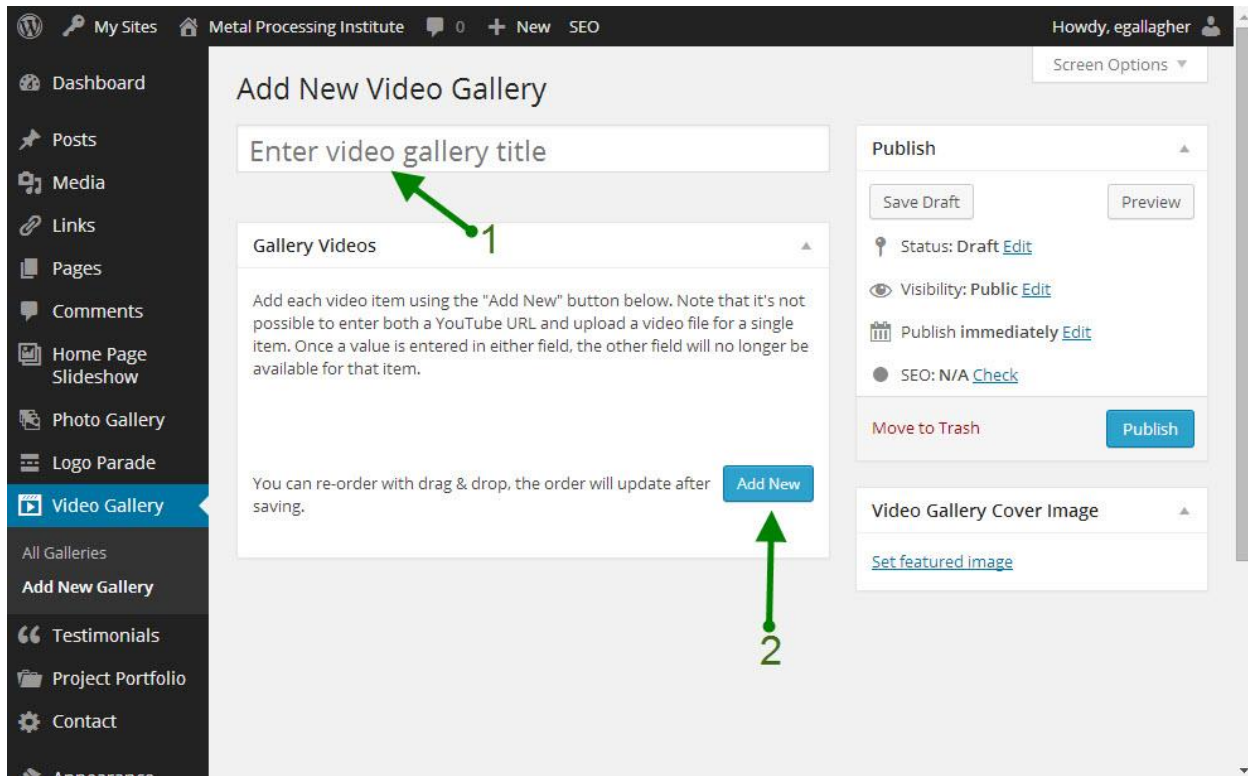 My Sites Metal Processing Institute 0 + New SEO Howdy, egallagher
Screen Options
Dashboard
Posts
Media
Links
Pages
Comments
Home Page
Slideshow
Photo Gallery
Logo Parade
Video Gallery
All Galleries
Add New Gallery
Testimonials
Project Portfolio
Contact
Appearance
Add New Video Gallery
Enter video gallery title
1
Gallery Videos
Add each video item using the "Add New" button below. Note that it's not
possible to enter both a YouTube URL and upload a video file for a single
item. Once a value is entered in either field, the other field will no longer be
available for that item.
You can re-order with drag & drop, the order will update after
saving.
Add New
2
Publish
Save Draft Preview
Status: Draft Edit
Visibility: Public Edit
Publish immediately Edit
SEO: N/A Check
Move to Trash Publish
Video Gallery Cover Image
Set featured image